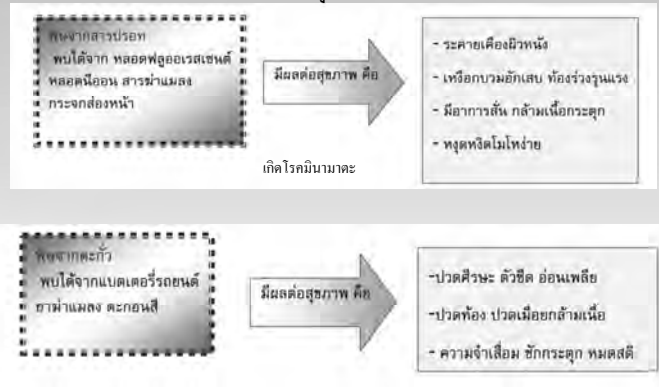 พิษจากสารปรอท
พบได้จาก หลอดฟลูออเรสเซนต์
หลอดนีออน สารฆ่าแมลง
กระจกส่องหน้า
มีผลต่อสุขภาพ คือ
- ระคายเคืองผิวหนัง
- เหงือกบวมอักเสบ ท้องร่วงรุนแรง
- มีอาการสั่น กล้ามเนื้อกระตุก
- หงุดหงิดโมโหง่าย
เกิดโรคมินามาตะ
พิษจากตะกั่ว
พบได้จากแบตเตอรี่รถยนต์
ยาฆ่าแมลง ตะกอนสี
มีผลต่อสุขภาพ คือ
-ปวดศีรษะ ตัวซีด อ่อนเพลีย
-ปวดท้อง ปวดเมื่อยกล้ามเนื้อ
- ความจำเสื่อม ชักกระตุก หมดสติ